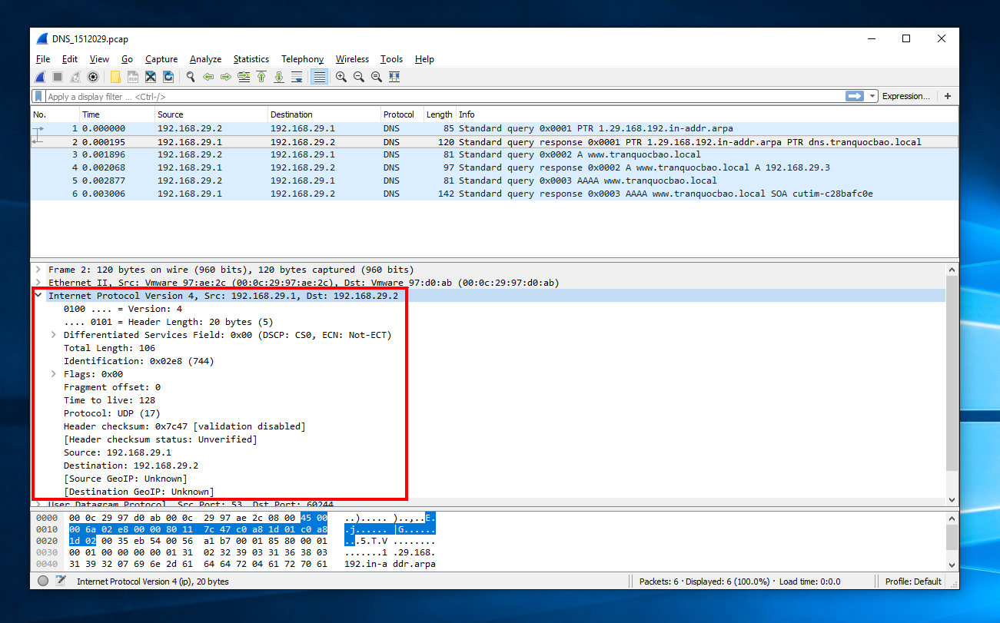 DNS_1512029.pcap
File Edit View Go Capture Analyze Statistics Telephony Wireless Tools Help
Apply a display filter ... <Ctrl-/> Expression... +
No. Time Source Destination Protocol Length Info
1 0.000000 192.168.29.2 192.168.29.1 DNS 85 Standard query 0x0001 PTR 1.29.168.192.in-addr.arpa
2 0.000195 192.168.29.1 192.168.29.2 DNS 120 Standard query response 0x0001 PTR 1.29.168.192.in-addr.arpa PTR dns.tranquocbao.local
3 0.001896 192.168.29.2 192.168.29.1 DNS 81 Standard query 0x0002 A www.tranquocbao.local
4 0.002068 192.168.29.1 192.168.29.2 DNS 97 Standard query response 0x0002 A www.tranquocbao.local A 192.168.29.3
5 0.002877 192.168.29.2 192.168.29.1 DNS 81 Standard query 0x0003 AAAA www.tranquocbao.local
6 0.003006 192.168.29.1 192.168.29.2 DNS 142 Standard query response 0x0003 AAAA www.tranquocbao.local SOA cutim-c28bafc0e
Frame 2: 120 bytes on wire (960 bits), 120 bytes captured (960 bits)
Ethernet II, Src: Vmware_97:ae:2c (00:0c:29:97:ae:2c), Dst: Vmware_97:d0:ab (00:0c:29:97:d0:ab)
Internet Protocol Version 4, Src: 192.168.29.1, Dst: 192.168.29.2
0100 .... = Version: 4
.... 0101 = Header Length: 20 bytes (5)
Differentiated Services Field: 0x00 (DSCP: CS0, ECN: Not-ECT)
Total Length: 106
Identification: 0x02e8 (744)
Flags: 0x00
Fragment offset: 0
Time to live: 128
Protocol: UDP (17)
Header checksum: 0x7c47 [validation disabled]
[Header checksum status: Unverified]
Source: 192.168.29.1
Destination: 192.168.29.2
[Source GeoIP: Unknown]
[Destination GeoIP: Unknown]
User Datagram Protocol, Src Port: 53, Dst Port: 60244
0000 00 0c 29 97 d0 ab 00 0c 29 97 ae 2c 08 00 45 00 ..)..... )..,..E.
0010 00 6a 02 e8 00 00 80 11 7c 47 c0 a8 1d 01 c0 a8 .j...... |G......
0020 1d 02 00 35 eb 54 00 56 a1 b7 00 01 85 80 00 01 ...5.T.V ........
0030 00 01 00 00 00 00 01 31 02 32 39 03 31 36 38 03 .......1 .29.168.
0040 31 39 32 07 69 6e 2d 61 64 64 72 04 61 72 70 61 192.in-a ddr.arpa
Internet Protocol Version 4 (ip), 20 bytes Packets: 6 · Displayed: 6 (100.0%) · Load time: 0:0.0 Profile: Default